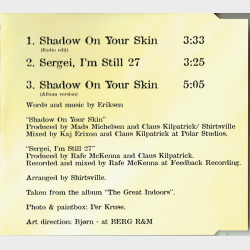 1. Shadow On Your Skin 3:33
(Radio edit)
2. Sergei, I'm Still 27 3:25
3. Shadow On Your Skin 5:05
(Album version)
Words and music by Eriksen
"Shadow On Your Skin"
Produced by Mads Michelsen and Claus Kilpatrick/ Shirtsville
Mixed by Kaj Erixon and Claus Kilpatrick at Polar Studios.
"Sergei, I'm Still 27"
Produced by Rafe McKenna and Claus Kilpatrick.
Recorded and mixed by Rafe McKenna at Feedback Recording.
Arranged by Shirtsville.
Taken from the album "The Great Indoors".
Photo & paintbox: Per Kruse.
Art direction: Bjørn - at BERG R&M